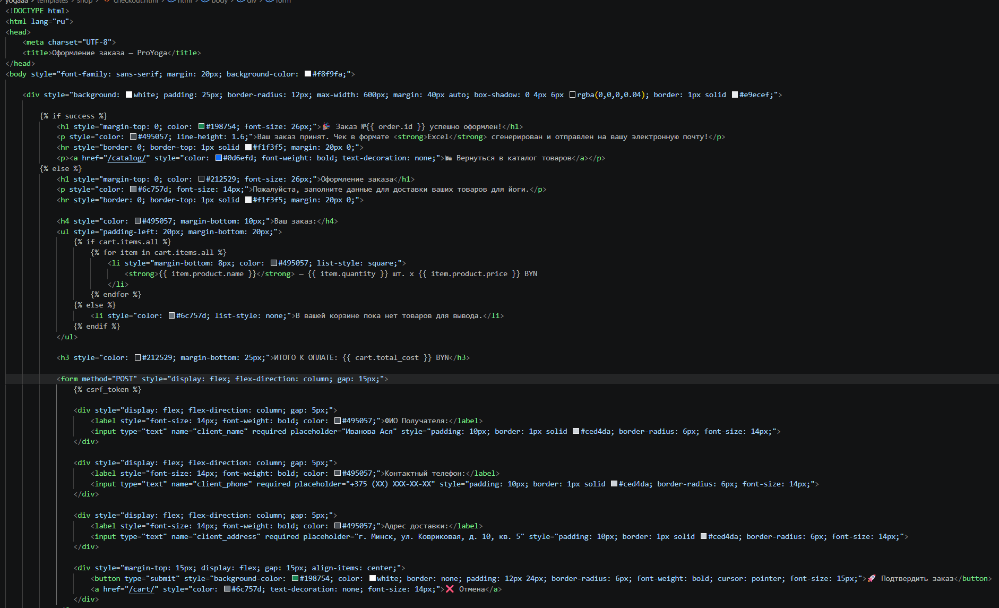 yogaaa > templates > shop > <> checkout.html > html > body > div > form
<!DOCTYPE html>
<html lang="ru">
<head>
    <meta charset="UTF-8">
    <title>Оформление заказа — ProYoga</title>
</head>
<body style="font-family: sans-serif; margin: 20px; background-color: #f8f9fa;">
    <div style="background: white; padding: 25px; border-radius: 12px; max-width: 600px; margin: 40px auto; box-shadow: 0 4px 6px rgba(0,0,0,0.04); border: 1px solid #e9ecef;">
        {% if success %}
            <h1 style="margin-top: 0; color: #198754; font-size: 26px;">🎉 Заказ №{{ order.id }} успешно оформлен!</h1>
            <p style="color: #495057; line-height: 1.6;">Ваш заказ принят. Чек в формате <strong>Excel</strong> сгенерирован и отправлен на вашу электронную почту!</p>
            <hr style="border: 0; border-top: 1px solid #f1f3f5; margin: 20px 0;">
            <p><a href="/catalog/" style="color: #0d6efd; font-weight: bold; text-decoration: none;"> Вернуться в каталог товаров</a></p>
        {% else %}
            <h1 style="margin-top: 0; color: #212529; font-size: 26px;">Оформление заказа</h1>
            <p style="color: #6c757d; font-size: 14px;">Пожалуйста, заполните данные для доставки ваших товаров для йоги.</p>
            <hr style="border: 0; border-top: 1px solid #f1f3f5; margin: 20px 0;">
            <h4 style="color: #495057; margin-bottom: 10px;">Ваш заказ:</h4>
            <ul style="padding-left: 20px; margin-bottom: 20px;">
                {% if cart.items.all %}
                    {% for item in cart.items.all %}
                        <li style="margin-bottom: 8px; color: #495057; list-style: square;">
                            <strong>{{ item.product.name }}</strong> — {{ item.quantity }} шт. x {{ item.product.price }} BYN
                        </li>
                    {% endfor %}
                {% else %}
                    <li style="color: #6c757d; list-style: none;">В вашей корзине пока нет товаров для вывода.</li>
                {% endif %}
            </ul>
            <h3 style="color: #212529; margin-bottom: 25px;">ИТОГО К ОПЛАТЕ: {{ cart.total_cost }} BYN</h3>
            <form method="POST" style="display: flex; flex-direction: column; gap: 15px;">
                {% csrf_token %}
                <div style="display: flex; flex-direction: column; gap: 5px;">
                    <label style="font-size: 14px; font-weight: bold; color: #495057;">ФИО Получателя:</label>
                    <input type="text" name="client_name" required placeholder="Иванова Ася" style="padding: 10px; border: 1px solid #ced4da; border-radius: 6px; font-size: 14px;">
                </div>
                <div style="display: flex; flex-direction: column; gap: 5px;">
                    <label style="font-size: 14px; font-weight: bold; color: #495057;">Контактный телефон:</label>
                    <input type="text" name="client_phone" required placeholder="+375 (XX) XXX-XX-XX" style="padding: 10px; border: 1px solid #ced4da; border-radius: 6px; font-size: 14px;">
                </div>
                <div style="display: flex; flex-direction: column; gap: 5px;">
                    <label style="font-size: 14px; font-weight: bold; color: #495057;">Адрес доставки:</label>
                    <input type="text" name="client_address" required placeholder="г. Минск, ул. Ковриковая, д. 10, кв. 5" style="padding: 10px; border: 1px solid #ced4da; border-radius: 6px; font-size: 14px;">
                </div>
                <div style="margin-top: 15px; display: flex; gap: 15px; align-items: center;">
                    <button type="submit" style="background-color: #198754; color: white; border: none; padding: 12px 24px; border-radius: 6px; font-weight: bold; cursor: pointer; font-size: 15px;">🚀 Подтвердить заказ</button>
                    <a href="/cart/" style="color: #6c757d; text-decoration: none; font-size: 14px;">❌ Отмена</a>
                </div>